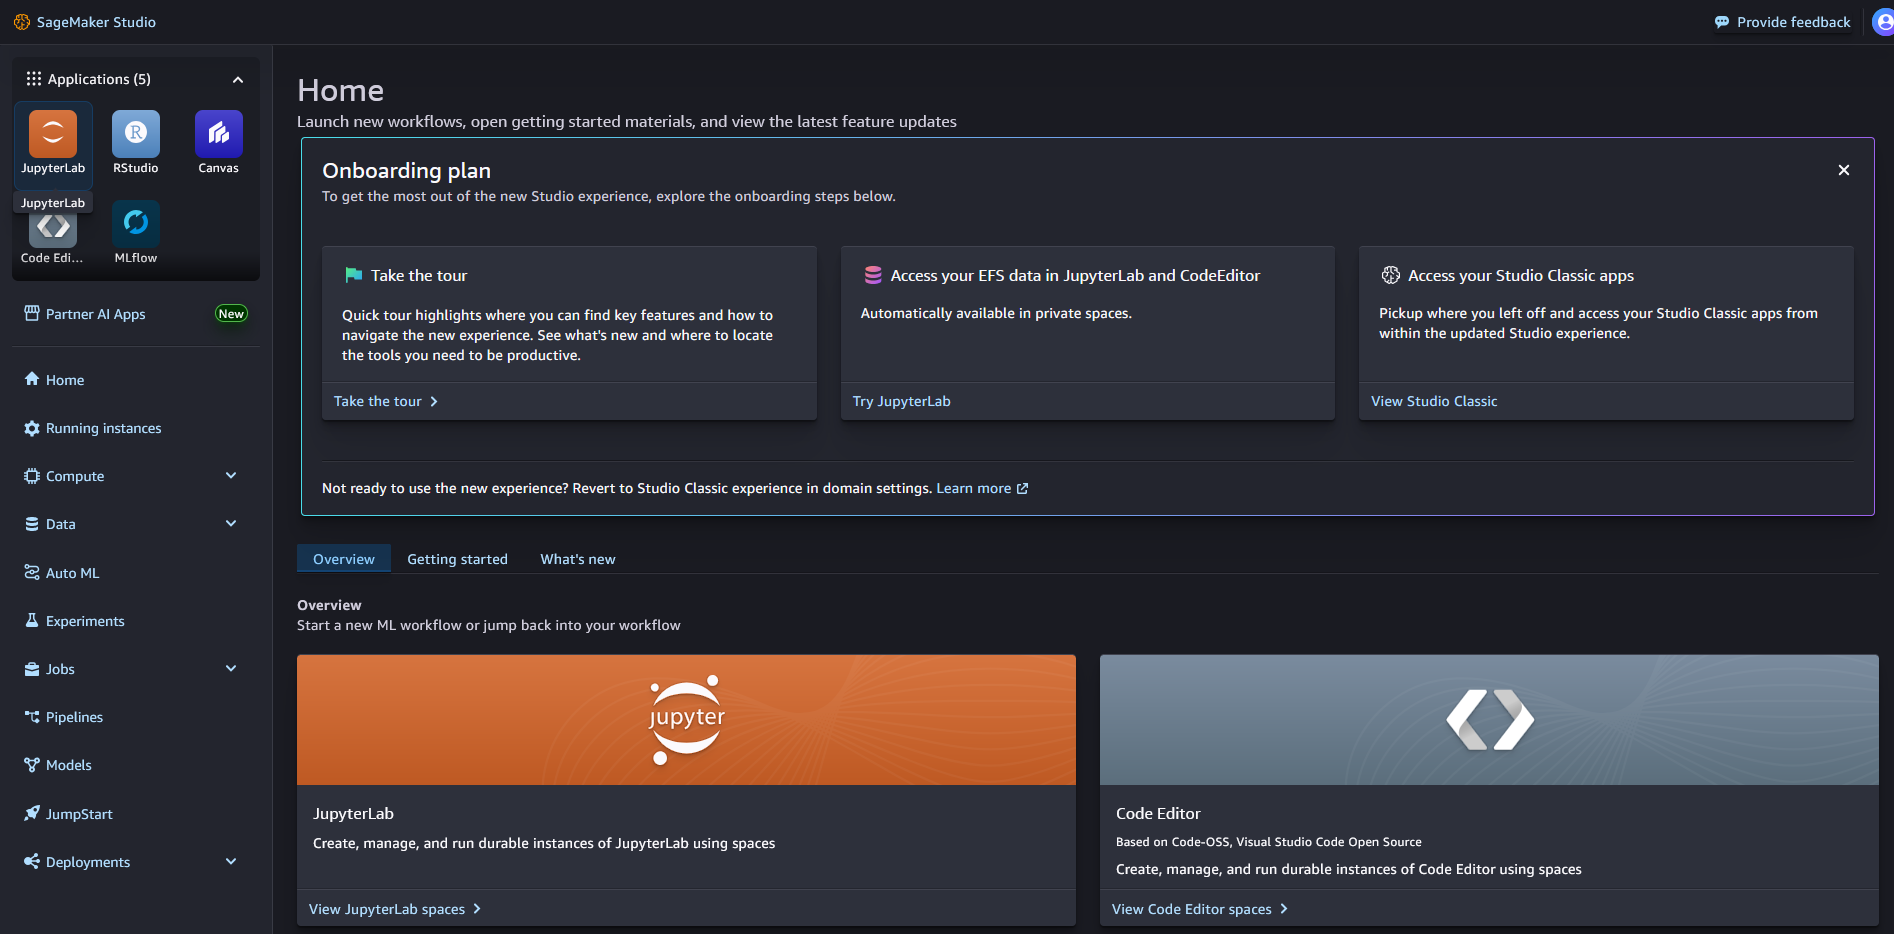 SageMaker Studio
Provide feedback
Applications (5)
JupyterLab
RStudio
Canvas
JupyterLab
Code Edi...
MLflow
Partner AI Apps
New
Home
Running instances
Compute
Data
Auto ML
Experiments
Jobs
Pipelines
Models
JumpStart
Deployments
Home
Launch new workflows, open getting started materials, and view the latest feature updates
Onboarding plan
To get the most out of the new Studio experience, explore the onboarding steps below.
Take the tour
Quick tour highlights where you can find key features and how to
navigate the new experience. See what's new and where to locate
the tools you need to be productive.
Take the tour
Access your EFS data in JupyterLab and CodeEditor
Automatically available in private spaces.
Try JupyterLab
Access your Studio Classic apps
Pickup where you left off and access your Studio Classic apps from
within the updated Studio experience.
View Studio Classic
Not ready to use the new experience? Revert to Studio Classic experience in domain settings. Learn more
Overview
Getting started
What's new
Overview
Start a new ML workflow or jump back into your workflow
jupyter
JupyterLab
Create, manage, and run durable instances of JupyterLab using spaces
View JupyterLab spaces
Code Editor
Based on Code-OSS, Visual Studio Code Open Source
Create, manage, and run durable instances of Code Editor using spaces
View Code Editor spaces